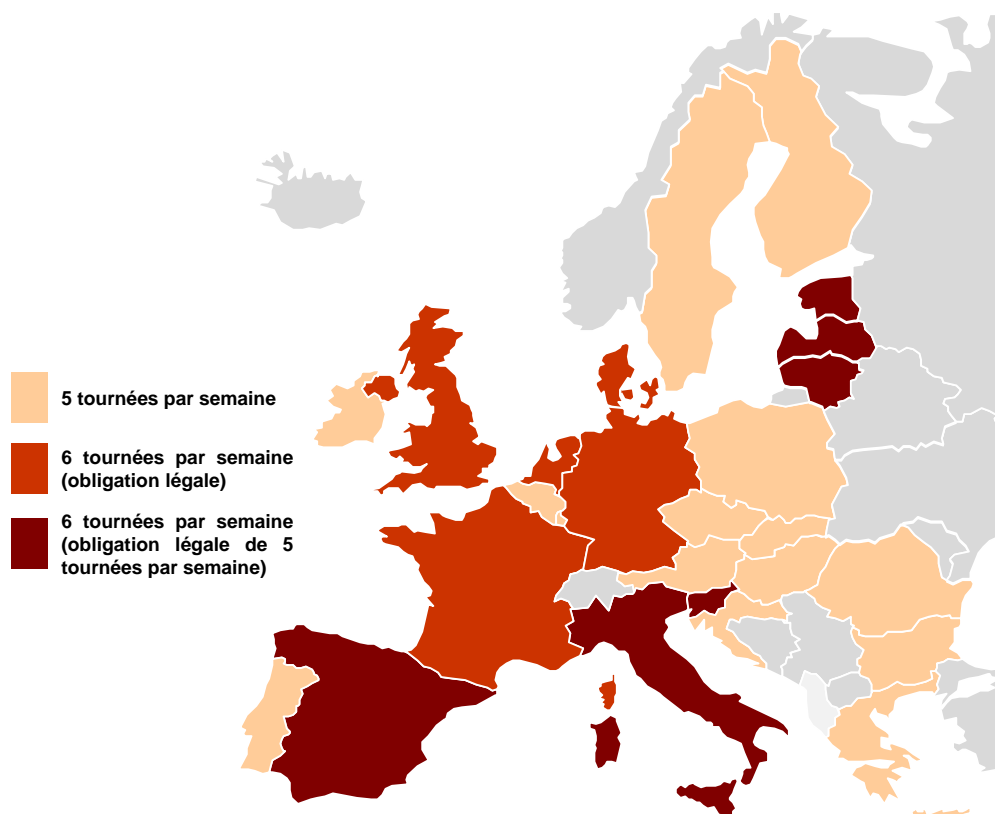 5 tournées par semaine
6 tournées par semaine
(obligation légale)
6 tournées par semaine
(obligation légale de 5
tournées par semaine)